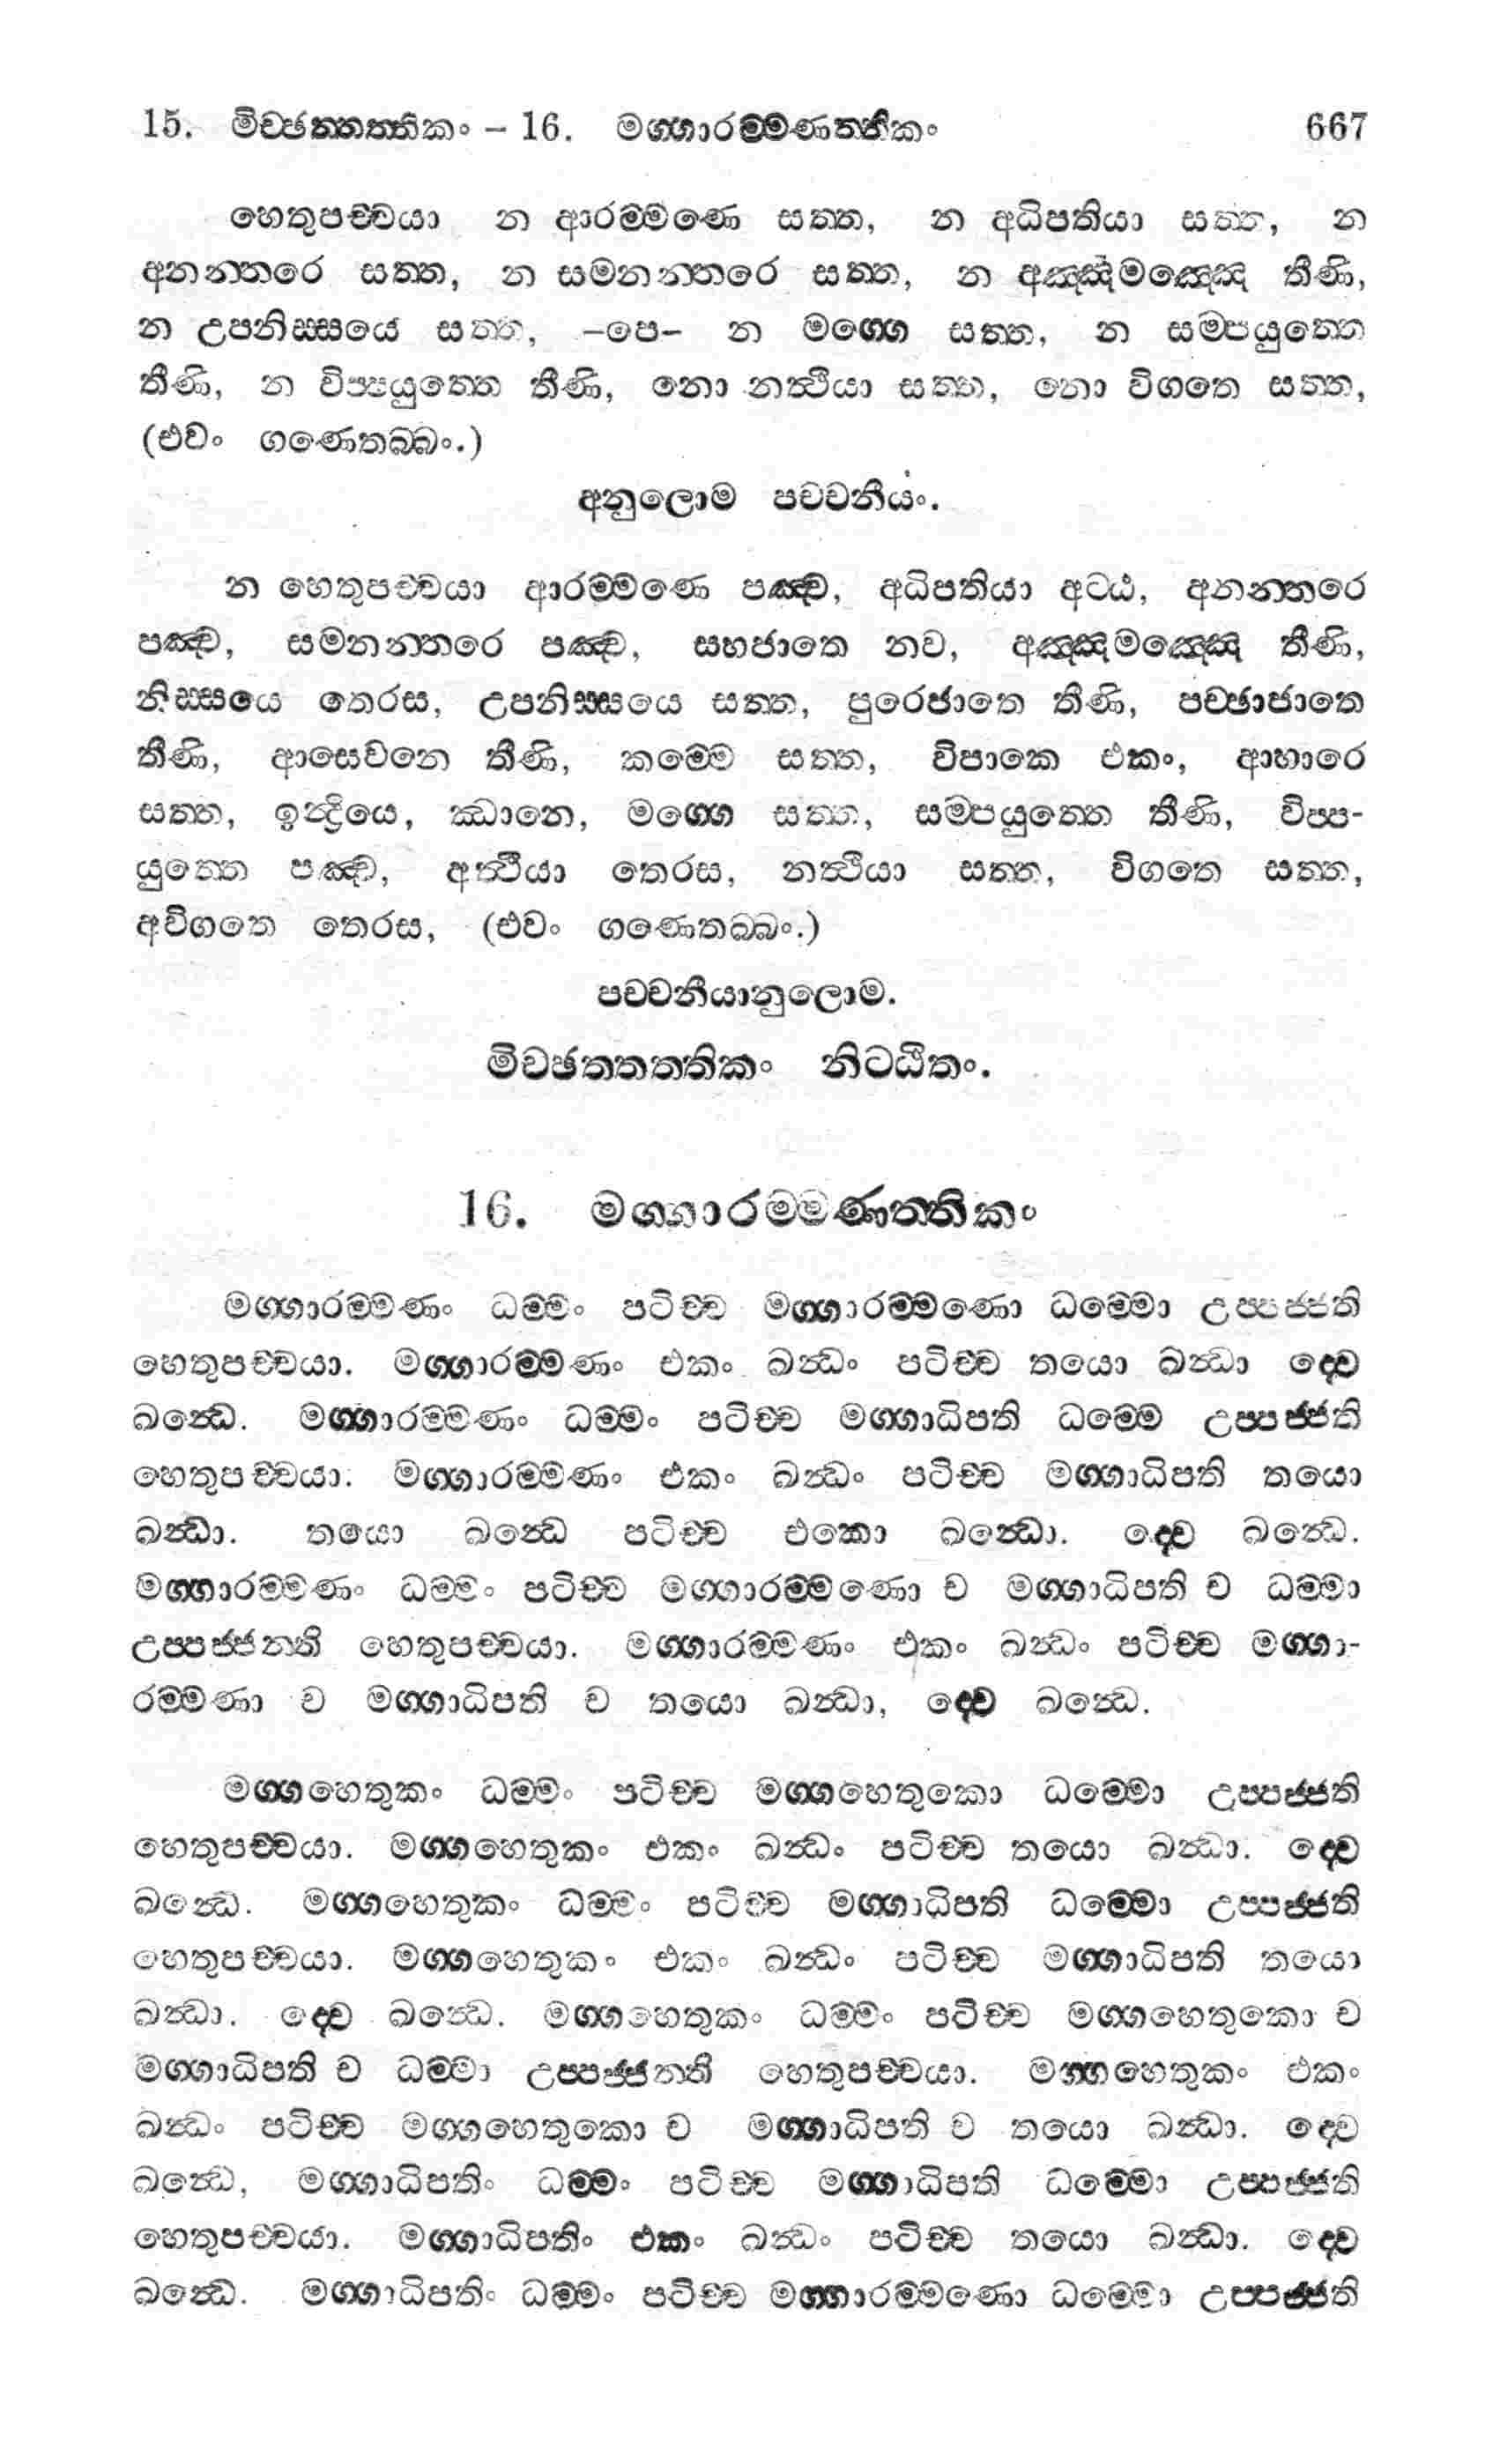 15. මිච්ඡත්තත්තිකං – 16. මග්ගාරම්මණත්තිකං 667
හෙතුපච්චයා න ආරම්මණෙ සත්ත, න අධිපතියා සත්ත, න
අනන්තරෙ සත්ත, න සමනන්තරෙ සත්ත, න අඤ්ඤමඤ්ඤෙ තීණි,
න උපනිස්සයෙ සත්ත, –පෙ– න මග්ගෙ සත්ත, න සම්පයුත්තෙ
තීණි, න විප්පයුත්තෙ තීණි, නො නත්ථියා සත්ත, නො විගතෙ සත්ත,
(එවං ගණෙතබ්බං.)
අනුලොම පච්චනීයං.
න හෙතුපච්චයා ආරම්මණෙ පඤ්ච, අධිපතියා අට්ඨ, අනන්තරෙ
පඤ්ච, සමනන්තරෙ පඤ්ච, සහජාතෙ නව, අඤ්ඤමඤ්ඤෙ තීණි,
නිස්සයෙ තෙරස, උපනිස්සයෙ සත්ත, පුරෙජාතෙ තීණි, පච්ඡාජාතෙ
තීණි, ආසෙවනෙ තීණි, කම්මෙ සත්ත, විපාකෙ එකං, ආහාරෙ
සත්ත, ඉන්ද්‍රියෙ, ඣානෙ, මග්ගෙ සත්ත, සම්පයුත්තෙ තීණි, විප්ප-
යුත්තෙ පඤ්ච, අත්ථියා තෙරස, නත්ථියා සත්ත, විගතෙ සත්ත,
අවිගතෙ තෙරස, (එවං ගණෙතබ්බං.)
පච්චනීයානුලොම.
මිච්ඡතත්තත්තිකං නිට්ඨිතං.
16. මග්ගාරම්මණත්තිකං
මග්ගාරම්මණං ධම්මං පටිච්ච මග්ගාරම්මණො ධම්මො උප්පජ්ජති
හෙතුපච්චයා. මග්ගාරම්මණං එකං ඛන්ධං පටිච්ච තයො ඛන්ධා ද්වෙ
ඛන්ධෙ. මග්ගාරම්මණං ධම්මං පටිච්ච මග්ගාධිපති ධම්මෙ උප්පජ්ජති
හෙතුපච්චයා. මග්ගාරම්මණං එකං ඛන්ධං පටිච්ච මග්ගාධිපති තයො
ඛන්ධා. තයො ඛන්ධෙ පටිච්ච එකො ඛන්ධො. ද්වෙ ඛන්ධෙ.
මග්ගාරම්මණං ධම්මං පටිච්ච මග්ගාරම්මණො ච මග්ගාධිපති ච ධම්මා
උප්පජ්ජන්ති හෙතුපච්චයා. මග්ගාරම්මණං එකං ඛන්ධං පටිච්ච මග්ගා-
රම්මණා ච මග්ගාධිපති ච තයො ඛන්ධා, ද්වෙ ඛන්ධෙ.
මග්ගහෙතුකං ධම්මං පටිච්ච මග්ගහෙතුකො ධම්මො උප්පජ්ජති
හෙතුපච්චයා. මග්ගහෙතුකං එකං ඛන්ධං පටිච්ච තයො ඛන්ධා. ද්වෙ
ඛන්ධෙ. මග්ගහෙතුකං ධම්මං පටිච්ච මග්ගාධිපති ධම්මො උප්පජ්ජති
හෙතුපච්චයා. මග්ගහෙතුකං එකං ඛන්ධං පටිච්ච මග්ගාධිපති තයො
ඛන්ධා. ද්වෙ ඛන්ධෙ. මග්ගහෙතුකං ධම්මං පටිච්ච මග්ගහෙතුකො ච
මග්ගාධිපති ච ධම්මා උප්පජ්ජන්ති හෙතුපච්චයා. මග්ගහෙතුකං එකං
ඛන්ධං පටිච්ච මග්ගහෙතුකො ච මග්ගාධිපති ච තයො ඛන්ධා. ද්වෙ
ඛන්ධෙ, මග්ගාධිපතිං ධම්මං පටිච්ච මග්ගාධිපති ධම්මො උප්පජ්ජති
හෙතුපච්චයා. මග්ගාධිපතිං එකං ඛන්ධං පටිච්ච තයො ඛන්ධා. ද්වෙ
ඛන්ධෙ. මග්ගාධිපතිං ධම්මං පටිච්ච මග්ගාරම්මණො ධම්මො උප්පජ්ජති